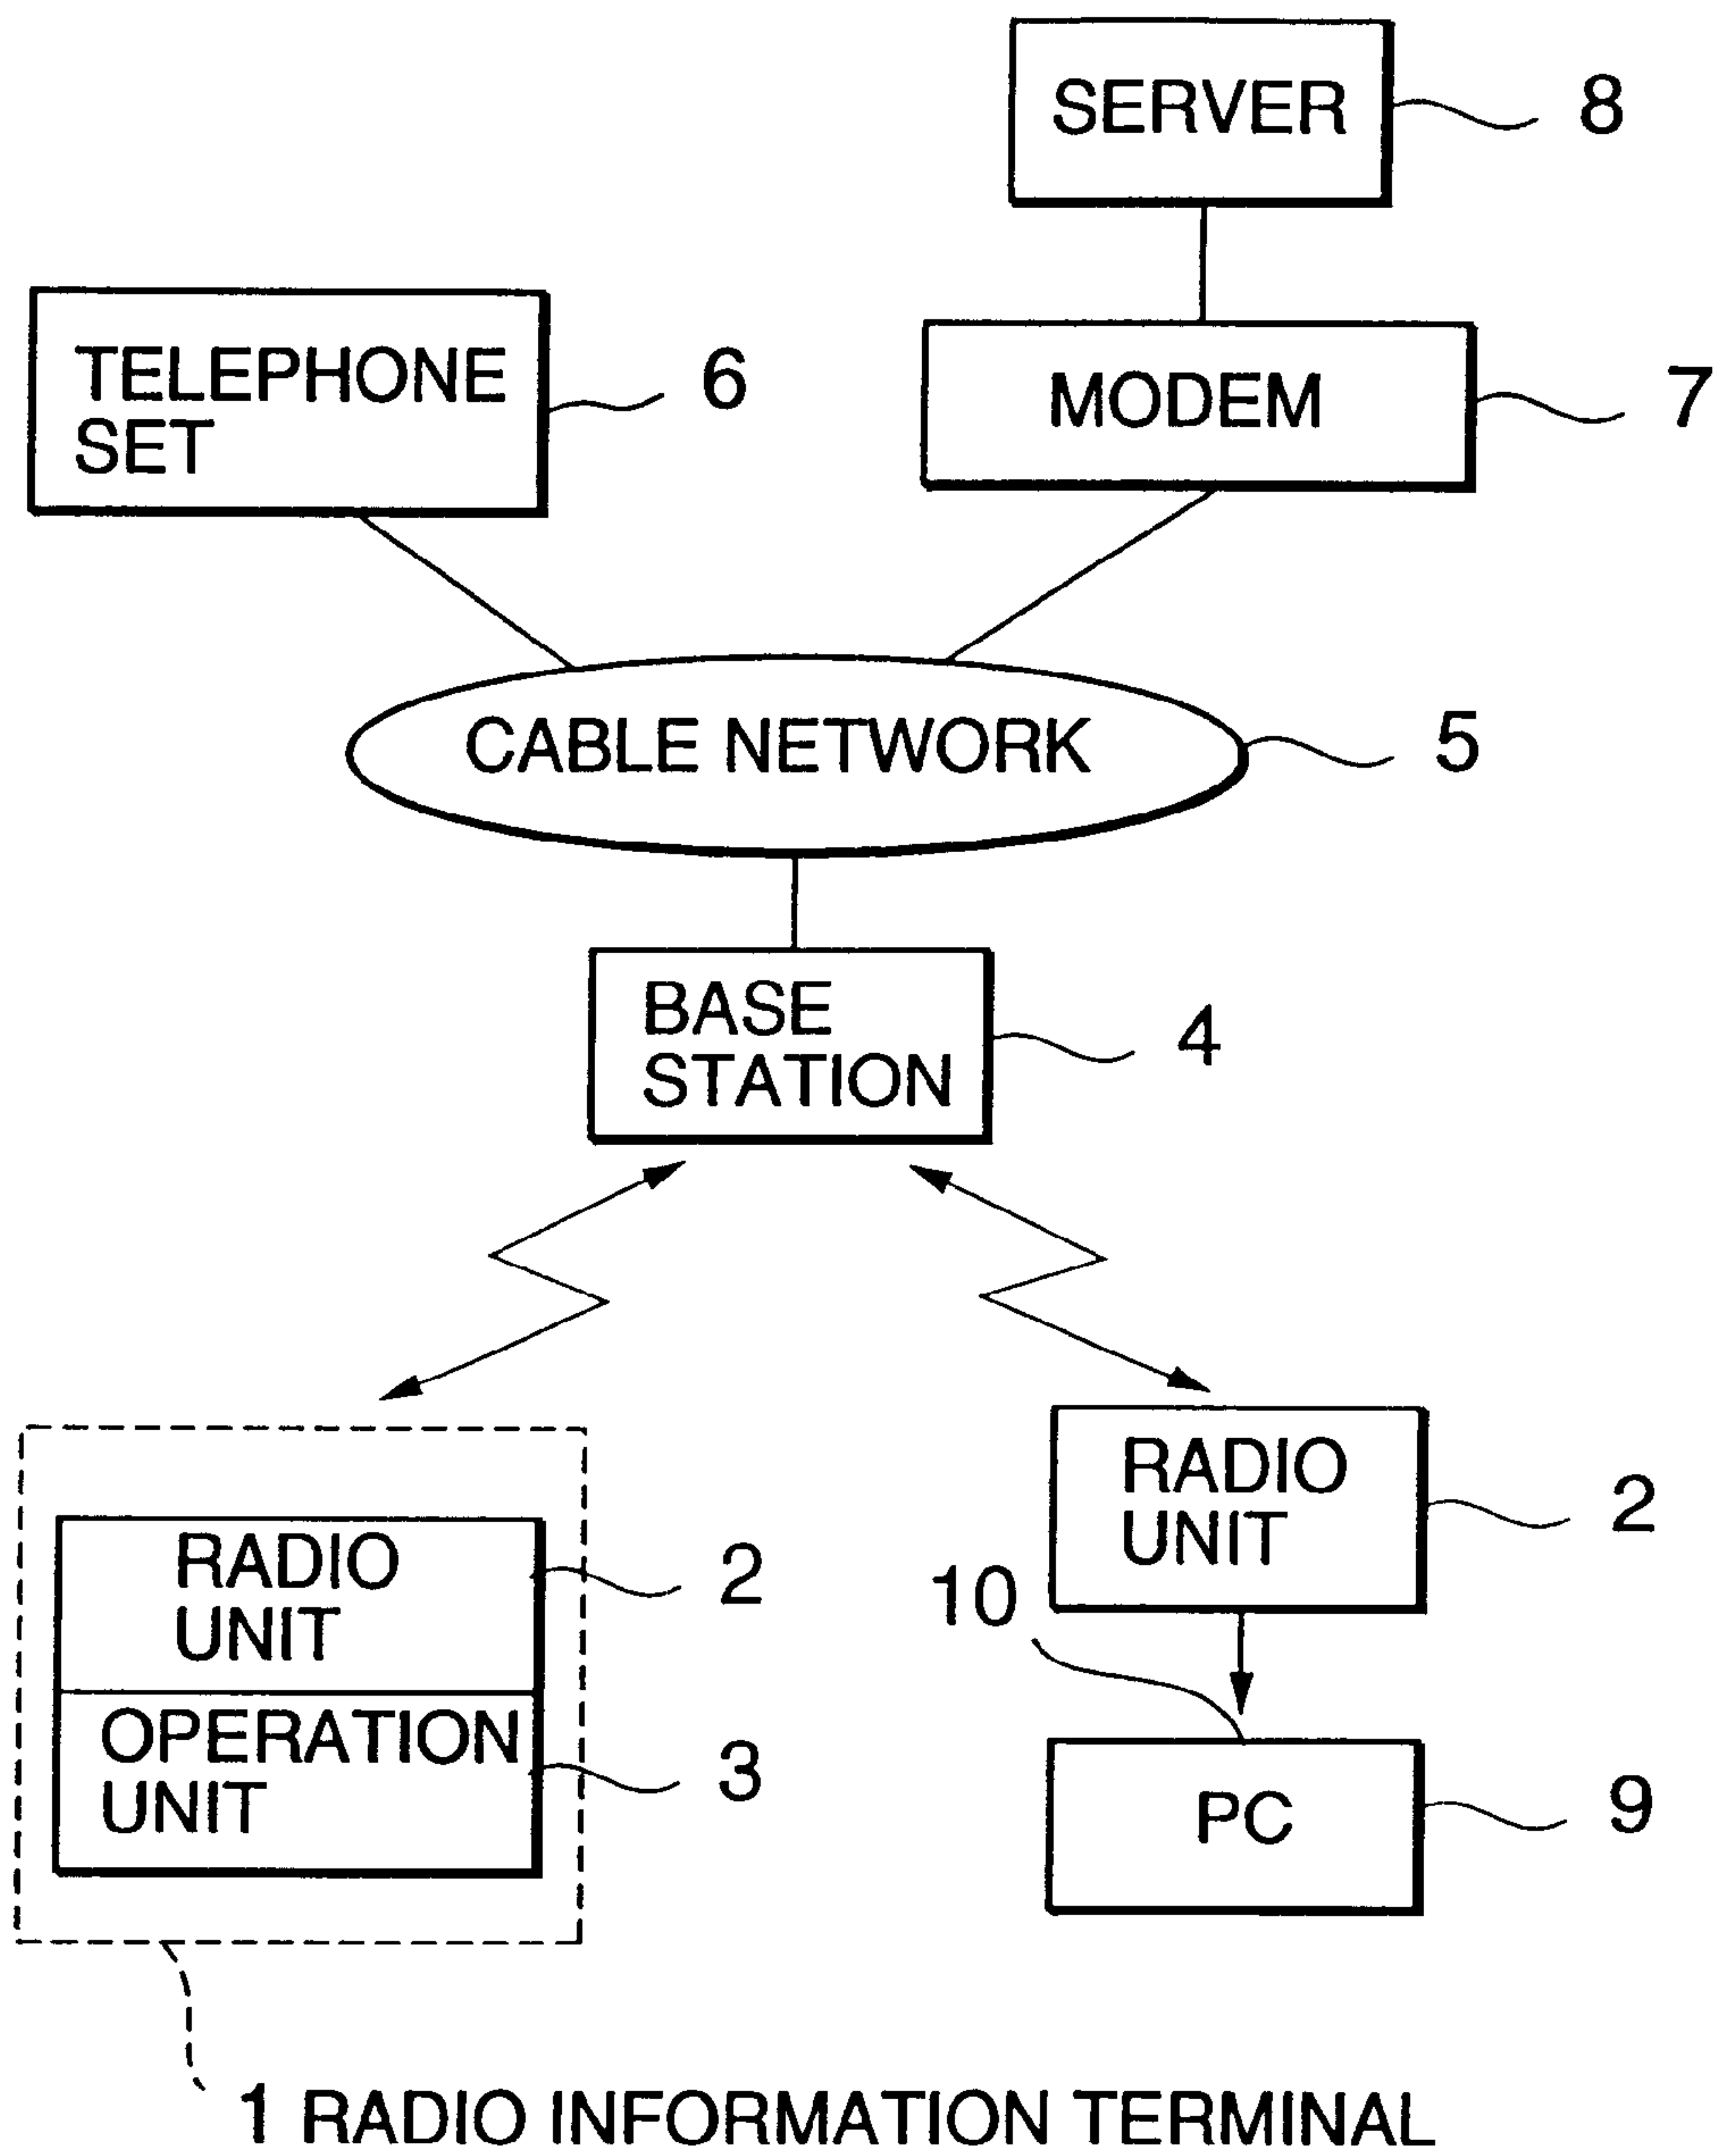 SERVER
8
TELEPHONE
SET
6
MODEM
7
CABLE NETWORK
5
BASE
STATION
4
RADIO
UNIT
2
OPERATION
UNIT
3
RADIO
UNIT
2
10
PC
9
1 RADIO INFORMATION TERMINAL